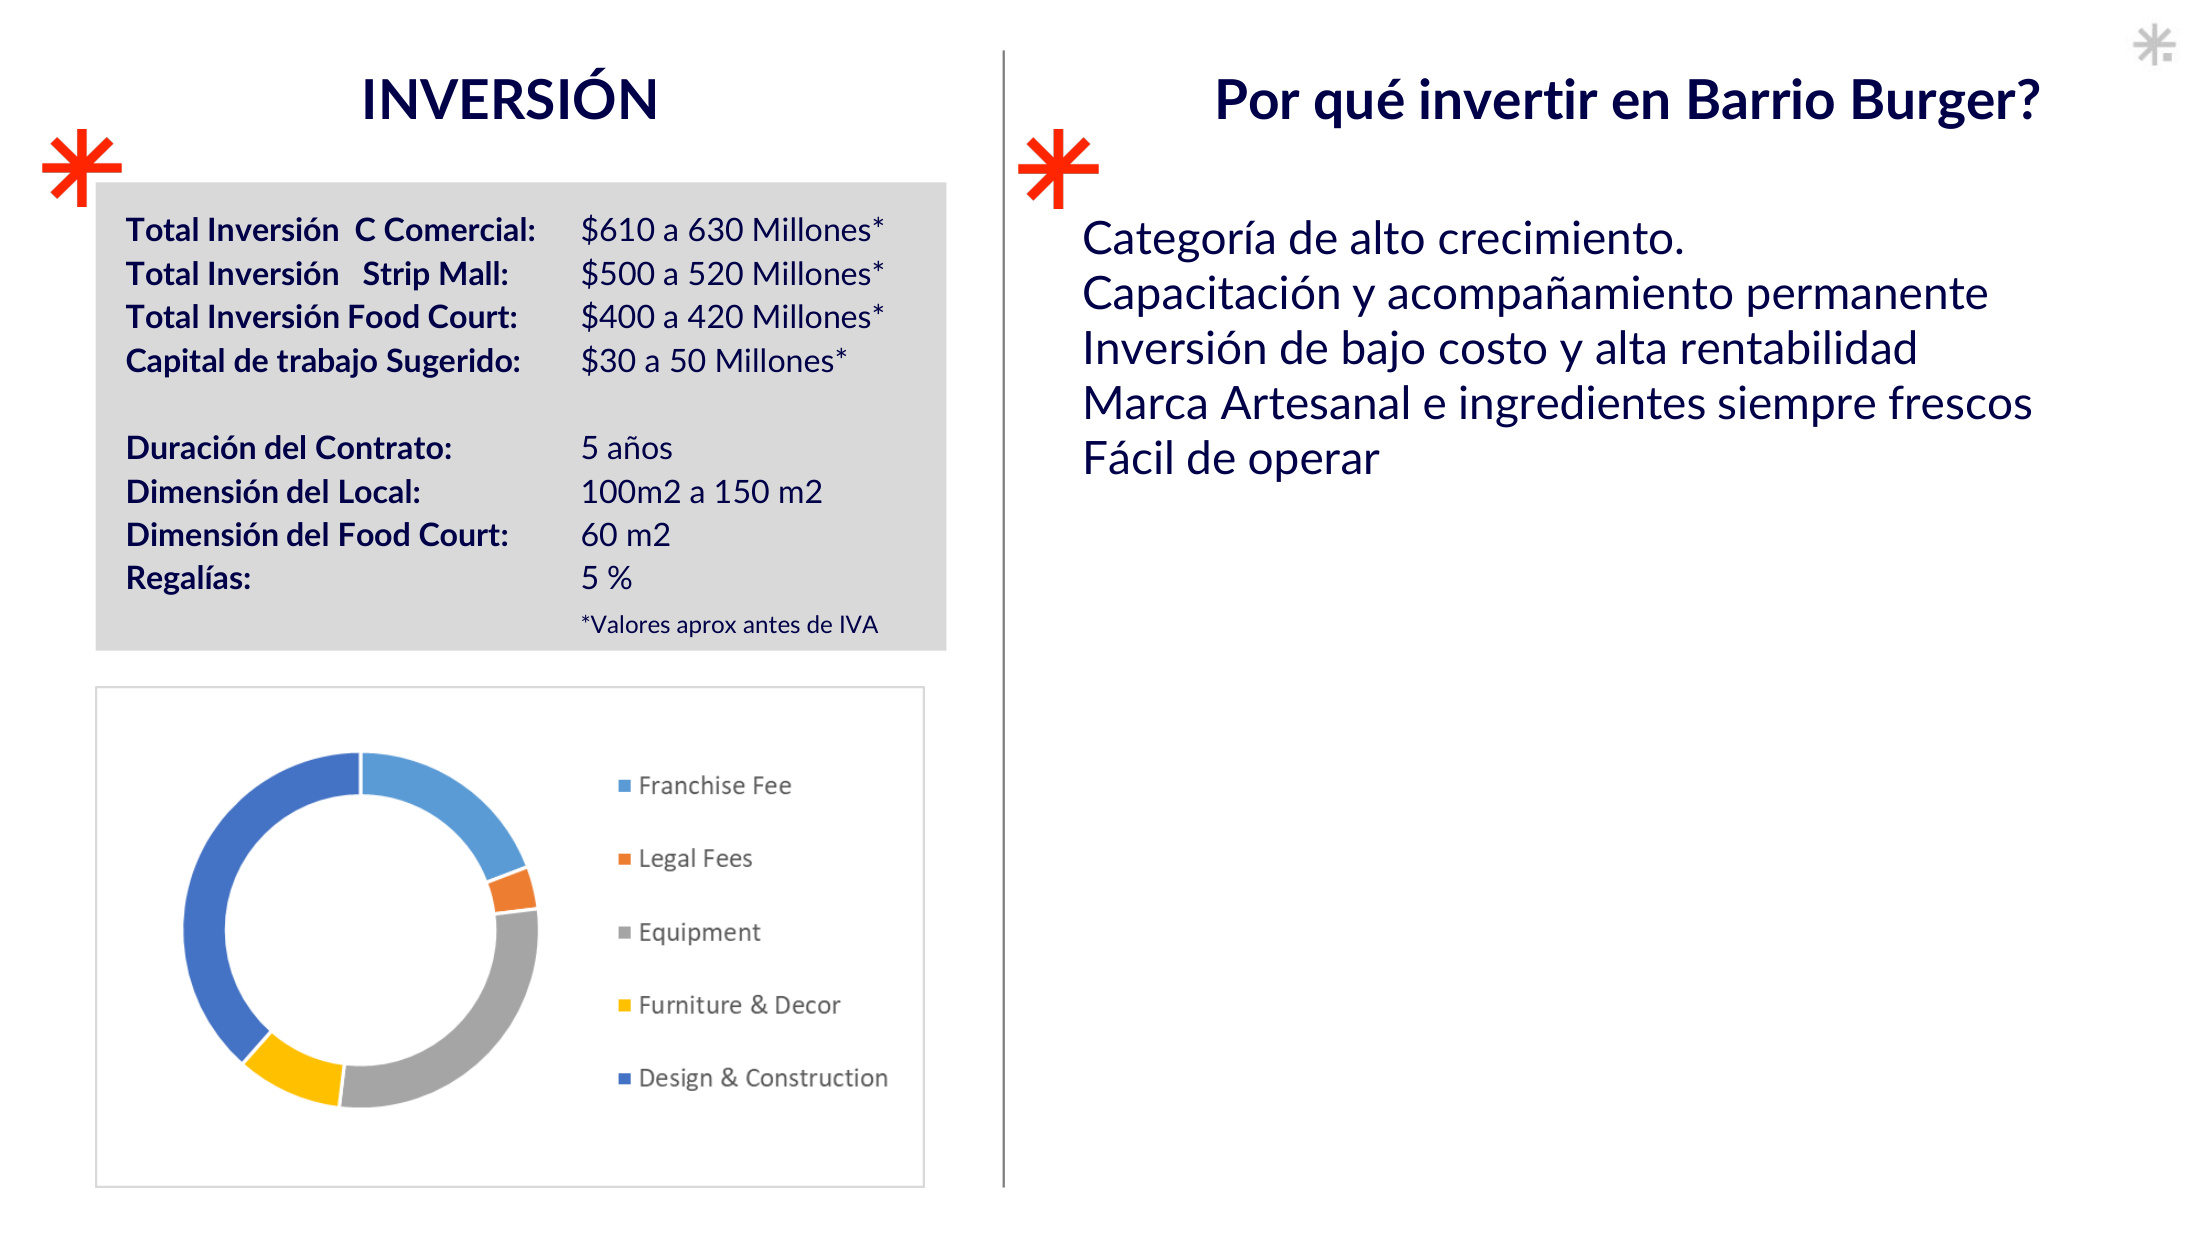 INVERSIÓN
Total Inversión  C Comercial: $610 a 630 Millones*
Total Inversión   Strip Mall: $500 a 520 Millones*
Total Inversión Food Court: $400 a 420 Millones*
Capital de trabajo Sugerido: $30 a 50 Millones*
Duración del Contrato: 5 años
Dimensión del Local: 100m2 a 150 m2
Dimensión del Food Court: 60 m2
Regalías: 5 %
*Valores aprox antes de IVA
Franchise Fee
Legal Fees
Equipment
Furniture & Decor
Design & Construction
Por qué invertir en Barrio Burger?
Categoría de alto crecimiento.
Capacitación y acompañamiento permanente
Inversión de bajo costo y alta rentabilidad
Marca Artesanal e ingredientes siempre frescos
Fácil de operar